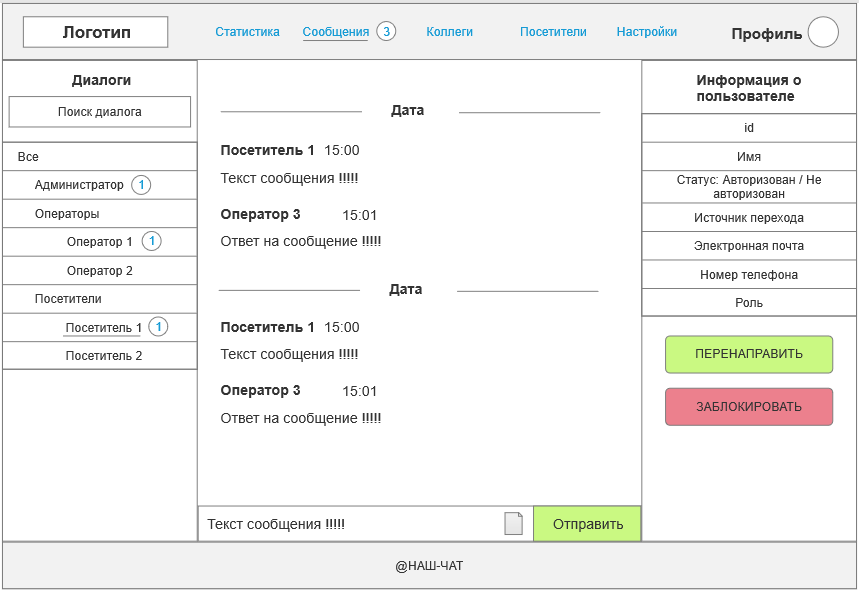 Логотип
Статистика
Сообщения 3
Коллеги
Посетители
Настройки
Профиль
Диалоги
Поиск диалога
Все
Администратор 1
Операторы
Оператор 1 1
Оператор 2
Посетители
Посетитель 1 1
Посетитель 2
Дата
Посетитель 1 15:00
Текст сообщения !!!!!
Оператор 3 15:01
Ответ на сообщение !!!!!
Дата
Посетитель 1 15:00
Текст сообщения !!!!!
Оператор 3 15:01
Ответ на сообщение !!!!!
Текст сообщения !!!!!
Отправить
Информация о
пользователе
id
Имя
Статус: Авторизован / Не
авторизован
Источник перехода
Электронная почта
Номер телефона
Роль
ПЕРЕНАПРАВИТЬ
ЗАБЛОКИРОВАТЬ
@НАШ-ЧАТ